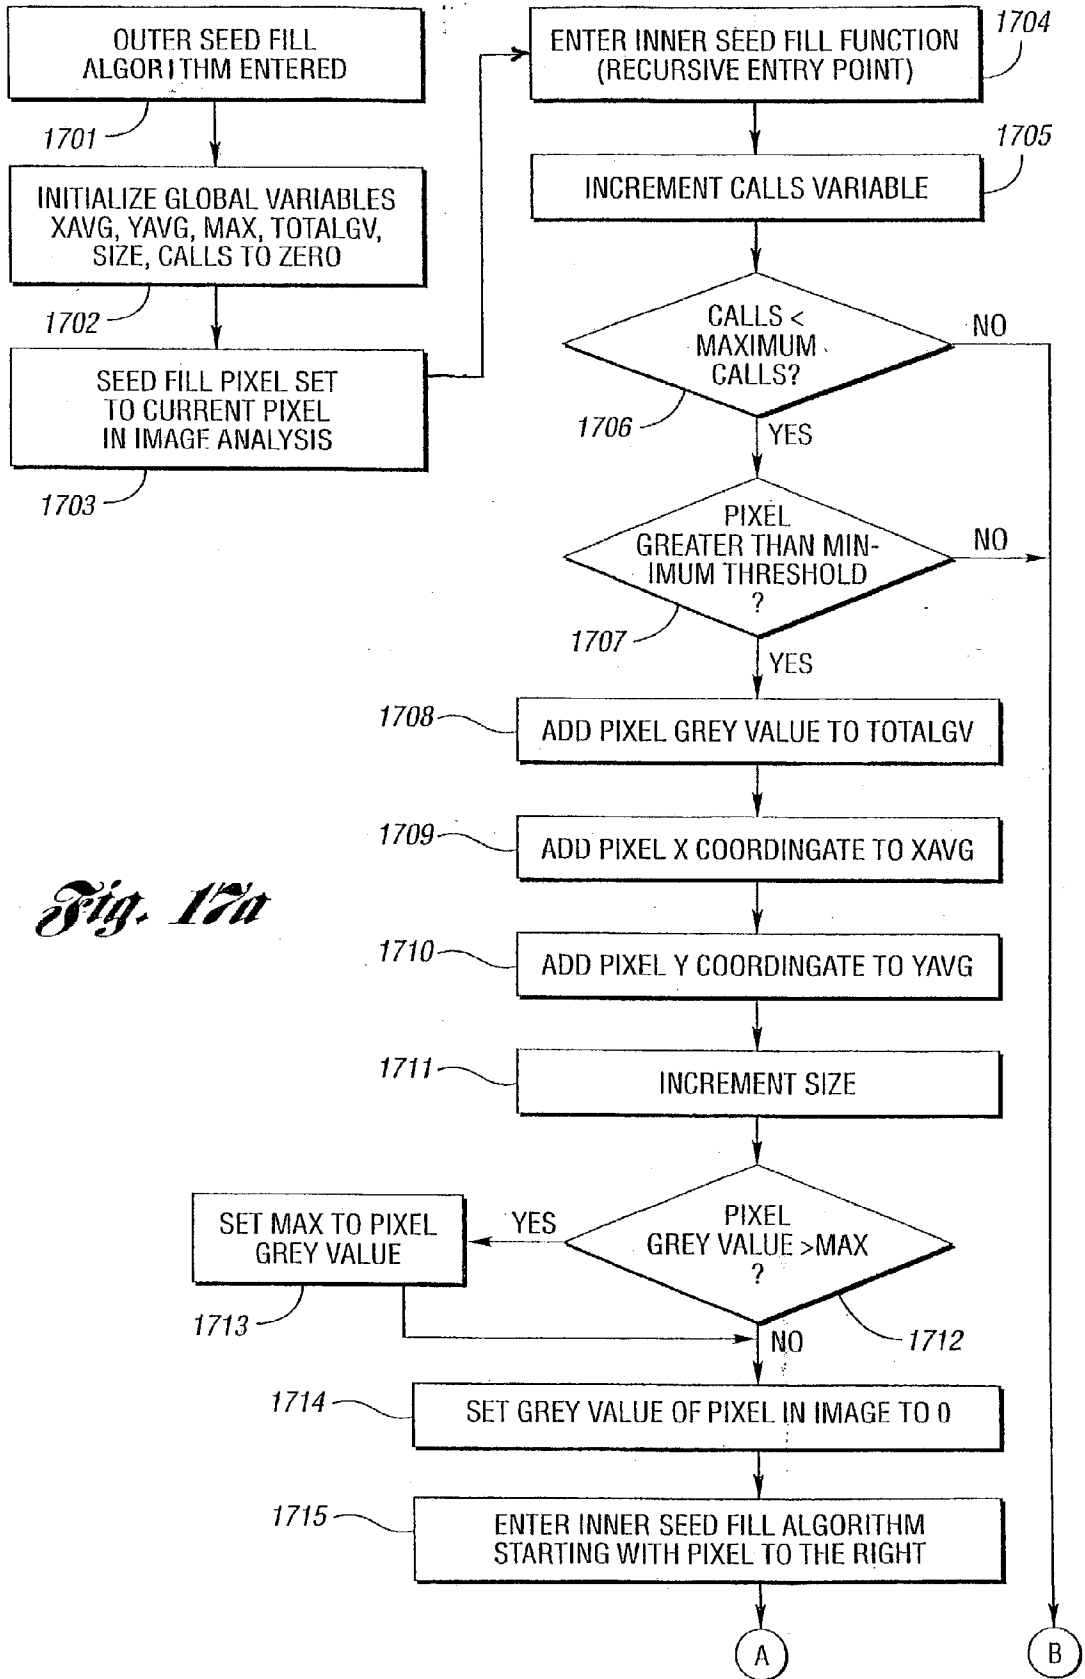 OUTER SEED FILL
ALGORITHM ENTERED
1701
INITIALIZE GLOBAL VARIABLES
XAVG, YAVG, MAX, TOTALGV,
SIZE, CALLS TO ZERO
1702
SEED FILL PIXEL SET
TO CURRENT PIXEL
IN IMAGE ANALYSIS
1703
ENTER INNER SEED FILL FUNCTION
(RECURSIVE ENTRY POINT)
1704
INCREMENT CALLS VARIABLE
1705
CALLS <
MAXIMUM
CALLS?
NO
1706
YES
PIXEL
GREATER THAN MIN-
IMUM THRESHOLD
?
NO
1707
YES
1708
ADD PIXEL GREY VALUE TO TOTALGV
1709
ADD PIXEL X COORDINGATE TO XAVG
1710
ADD PIXEL Y COORDINGATE TO YAVG
1711
INCREMENT SIZE
PIXEL
GREY VALUE >MAX
?
YES
SET MAX TO PIXEL
GREY VALUE
1713
1712
NO
1714
SET GREY VALUE OF PIXEL IN IMAGE TO 0
1715
ENTER INNER SEED FILL ALGORITHM
STARTING WITH PIXEL TO THE RIGHT
A
B
Fig. 17a